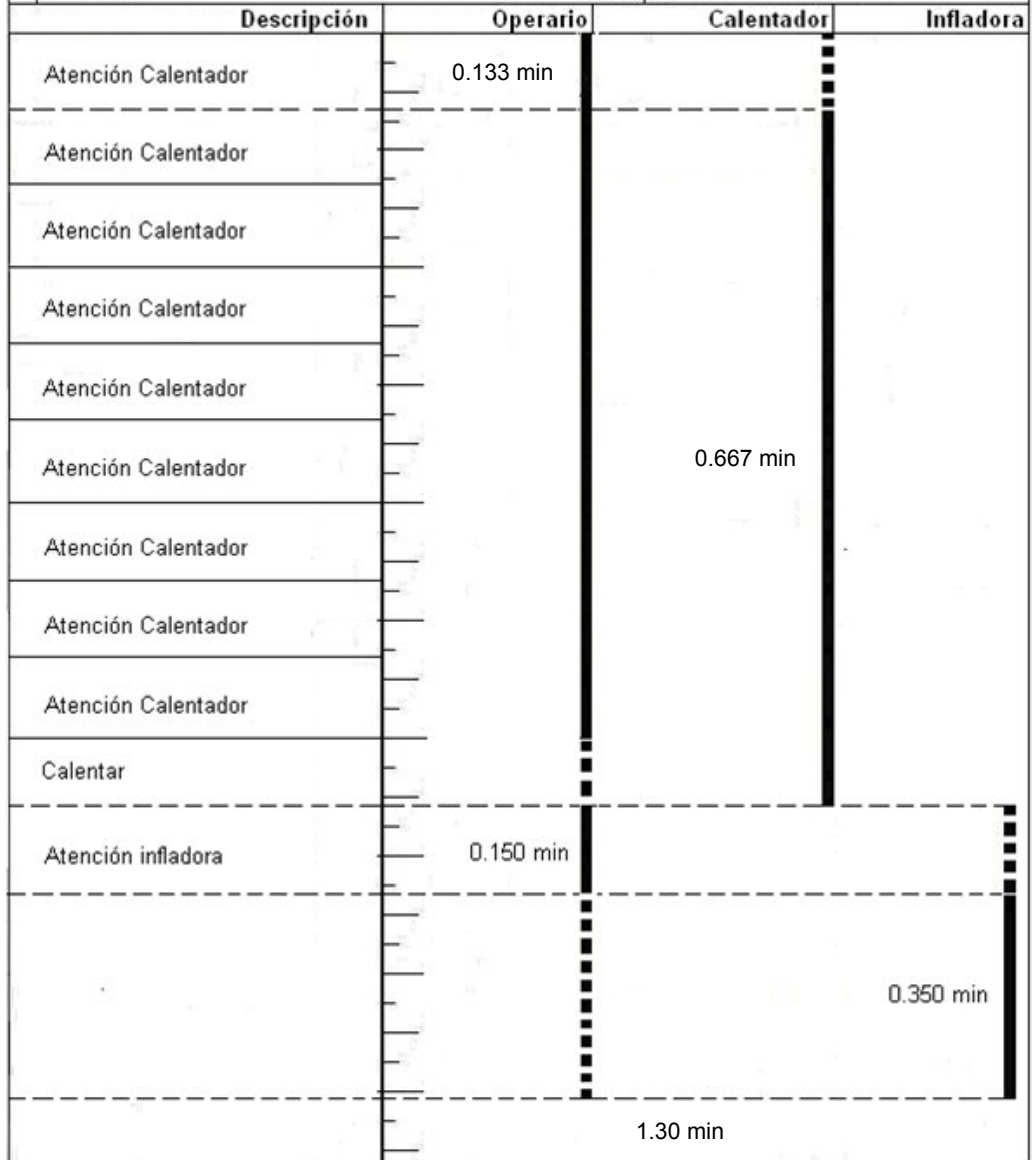 Descripción Operario Calentador Infladora
Atención Calentador 0.133 min
Atención Calentador
Atención Calentador
Atención Calentador
Atención Calentador
Atención Calentador 0.667 min
Atención Calentador
Atención Calentador
Atención Calentador
Calentar
Atención infladora 0.150 min
0.350 min
1.30 min